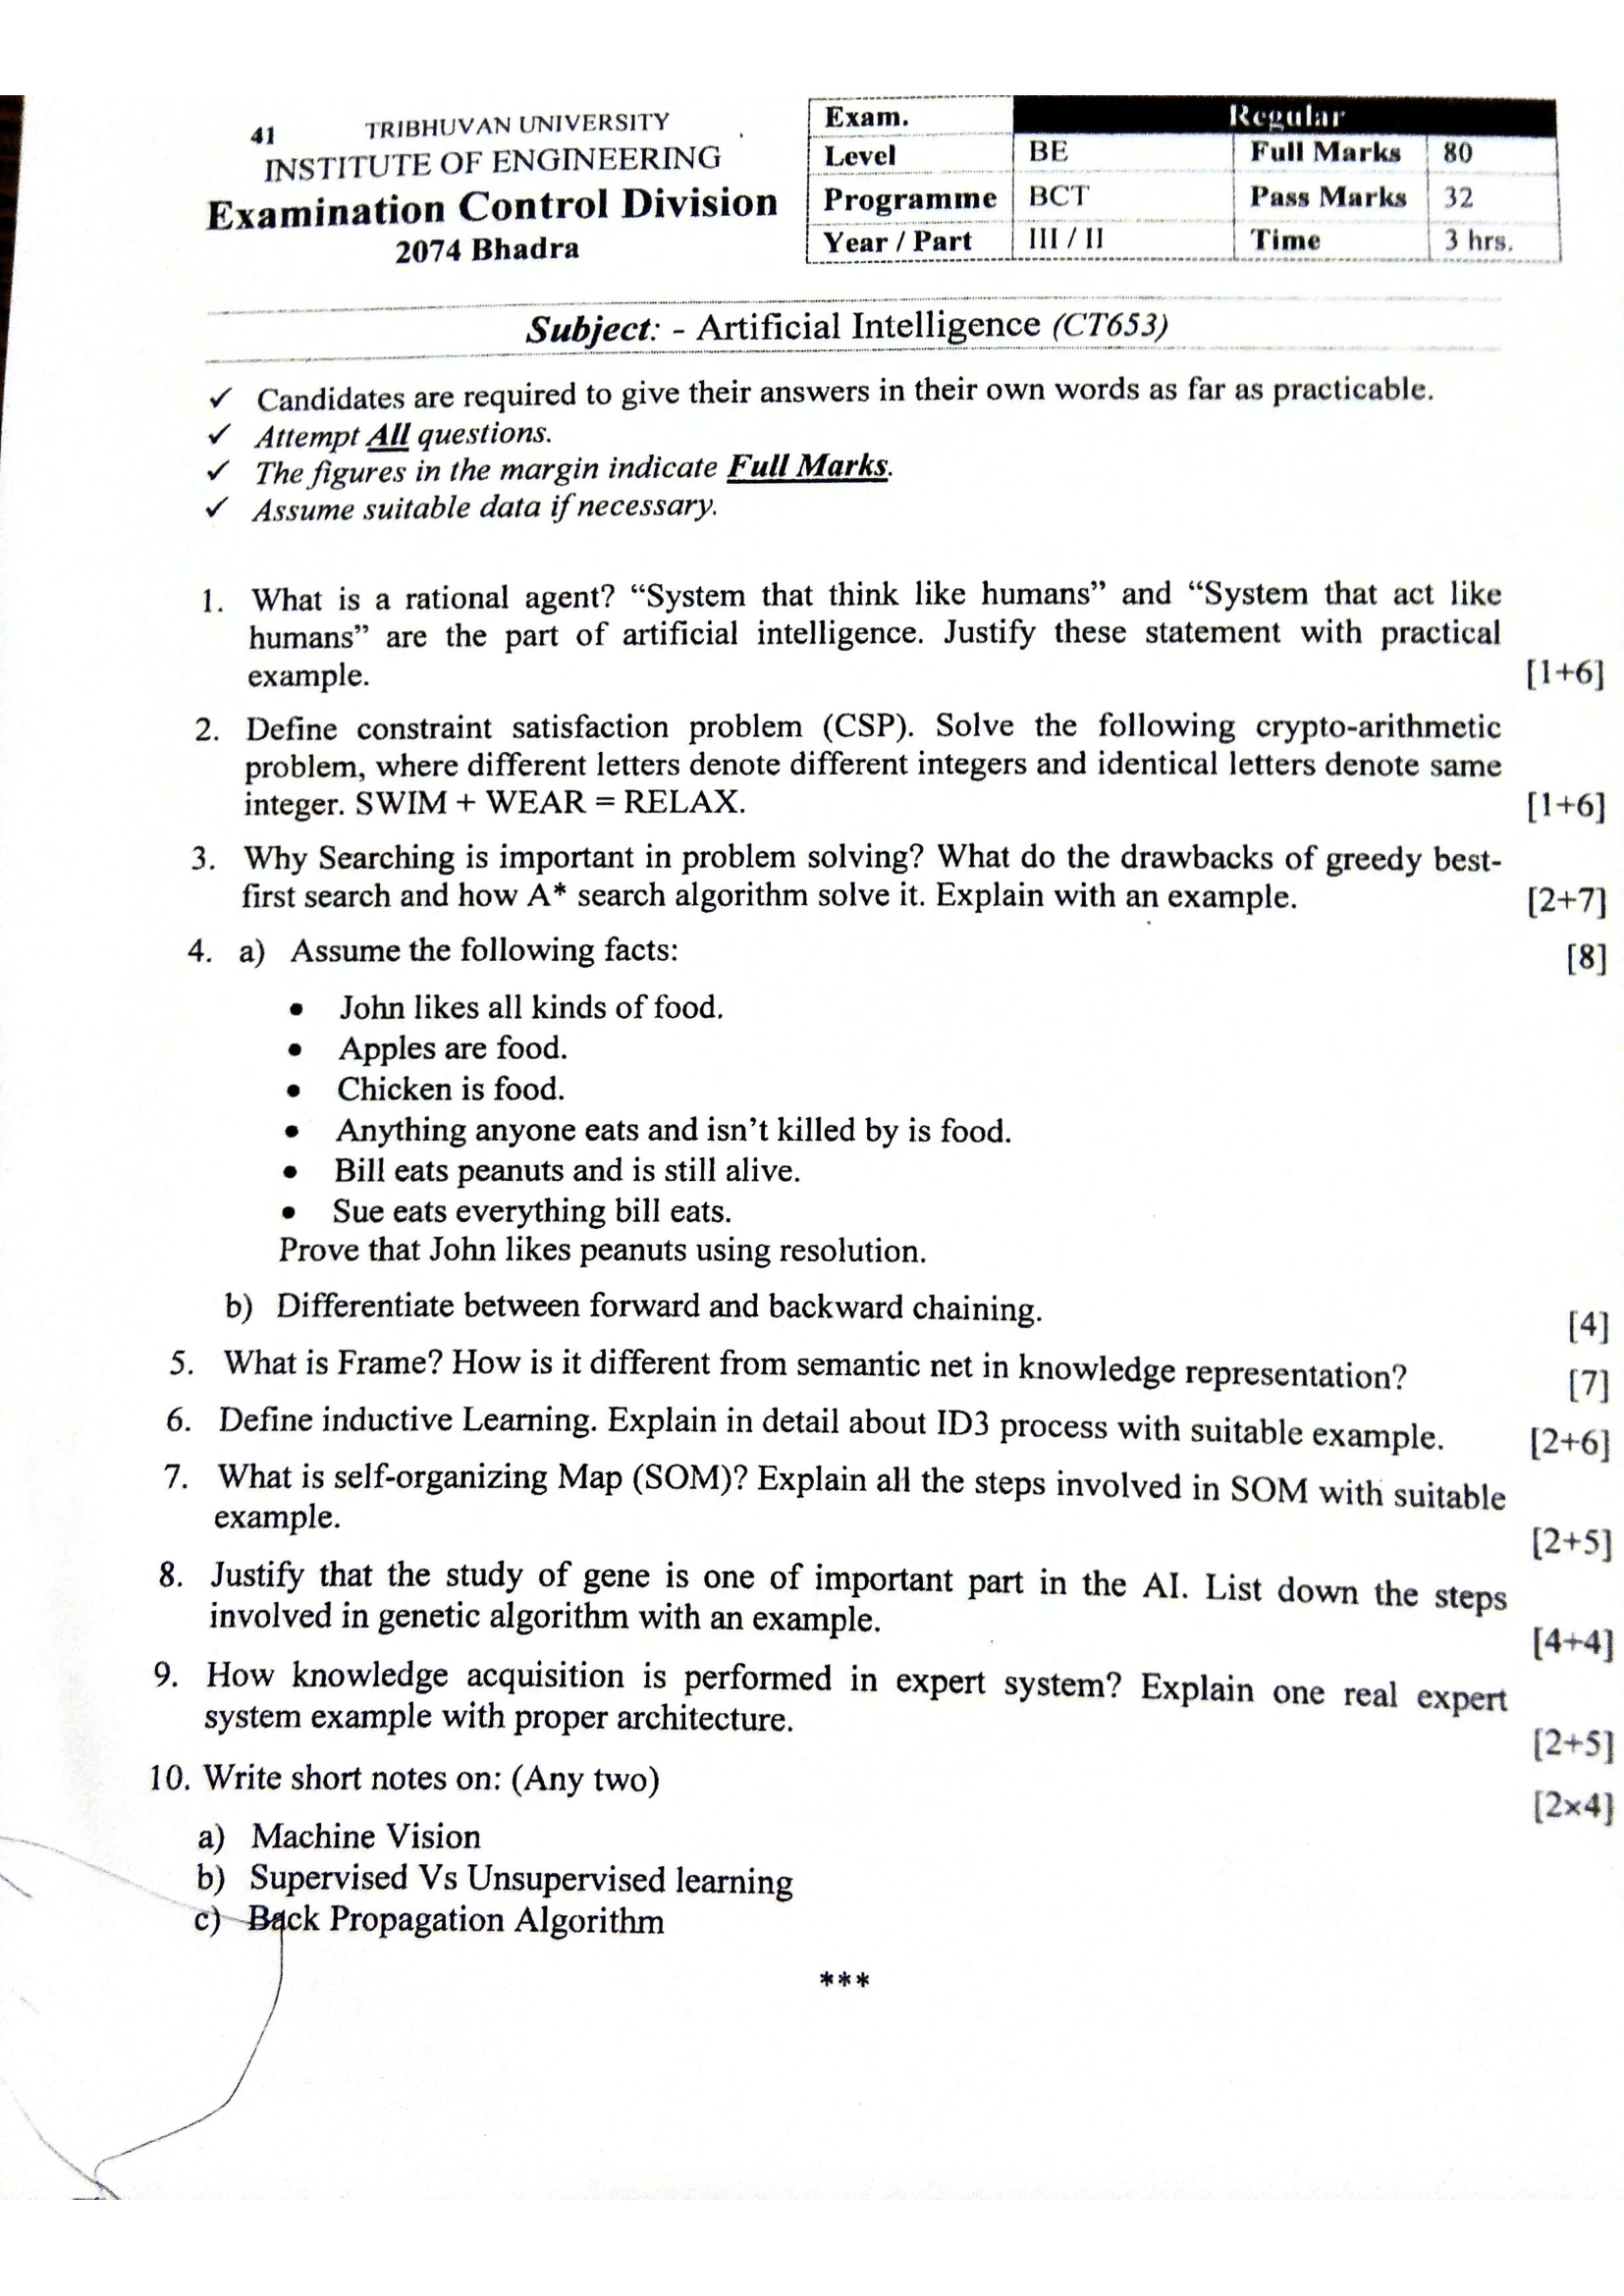 41 TRIBHUVAN UNIVERSITY
INSTITUTE OF ENGINEERING
Examination Control Division
2074 Bhadra
Exam. Regular
Level BE Full Marks 80
Programme BCT Pass Marks 32
Year / Part III / II Time 3 hrs.
Subject: - Artificial Intelligence (CT653)
✓ Candidates are required to give their answers in their own words as far as practicable.
✓ Attempt All questions.
✓ The figures in the margin indicate Full Marks.
✓ Assume suitable data if necessary.
1. What is a rational agent? “System that think like humans” and “System that act like
humans” are the part of artificial intelligence. Justify these statement with practical
example. [1+6]
2. Define constraint satisfaction problem (CSP). Solve the following crypto-arithmetic
problem, where different letters denote different integers and identical letters denote same
integer. SWIM + WEAR = RELAX. [1+6]
3. Why Searching is important in problem solving? What do the drawbacks of greedy best-
first search and how A* search algorithm solve it. Explain with an example. [2+7]
4. a) Assume the following facts: [8]
• John likes all kinds of food.
• Apples are food.
• Chicken is food.
• Anything anyone eats and isn’t killed by is food.
• Bill eats peanuts and is still alive.
• Sue eats everything bill eats.
Prove that John likes peanuts using resolution.
b) Differentiate between forward and backward chaining. [4]
5. What is Frame? How is it different from semantic net in knowledge representation? [7]
6. Define inductive Learning. Explain in detail about ID3 process with suitable example. [2+6]
7. What is self-organizing Map (SOM)? Explain all the steps involved in SOM with suitable
example. [2+5]
8. Justify that the study of gene is one of important part in the AI. List down the steps
involved in genetic algorithm with an example. [4+4]
9. How knowledge acquisition is performed in expert system? Explain one real expert
system example with proper architecture. [2+5]
10. Write short notes on: (Any two) [2×4]
a) Machine Vision
b) Supervised Vs Unsupervised learning
c) Back Propagation Algorithm
***